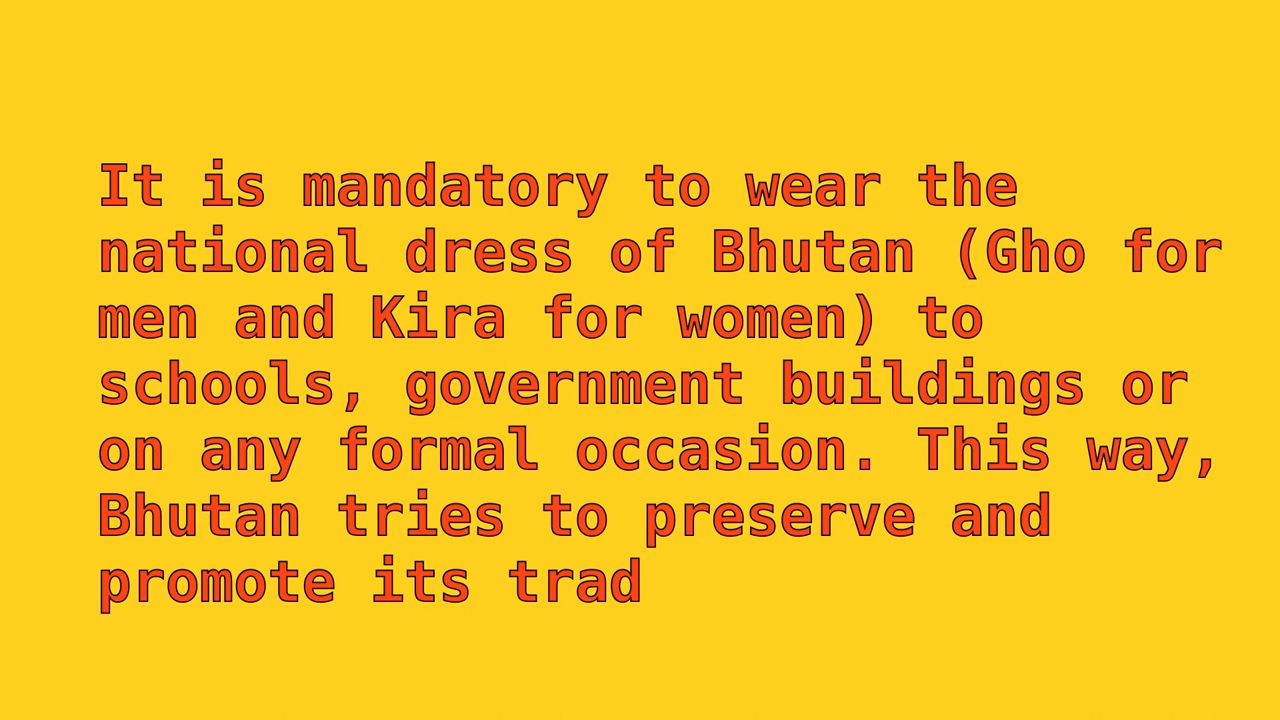 It is mandatory to wear the
national dress of Bhutan (Gho for
men and Kira for women) to
schools, government buildings or
on any formal occasion. This way,
Bhutan tries to preserve and
promote its trad